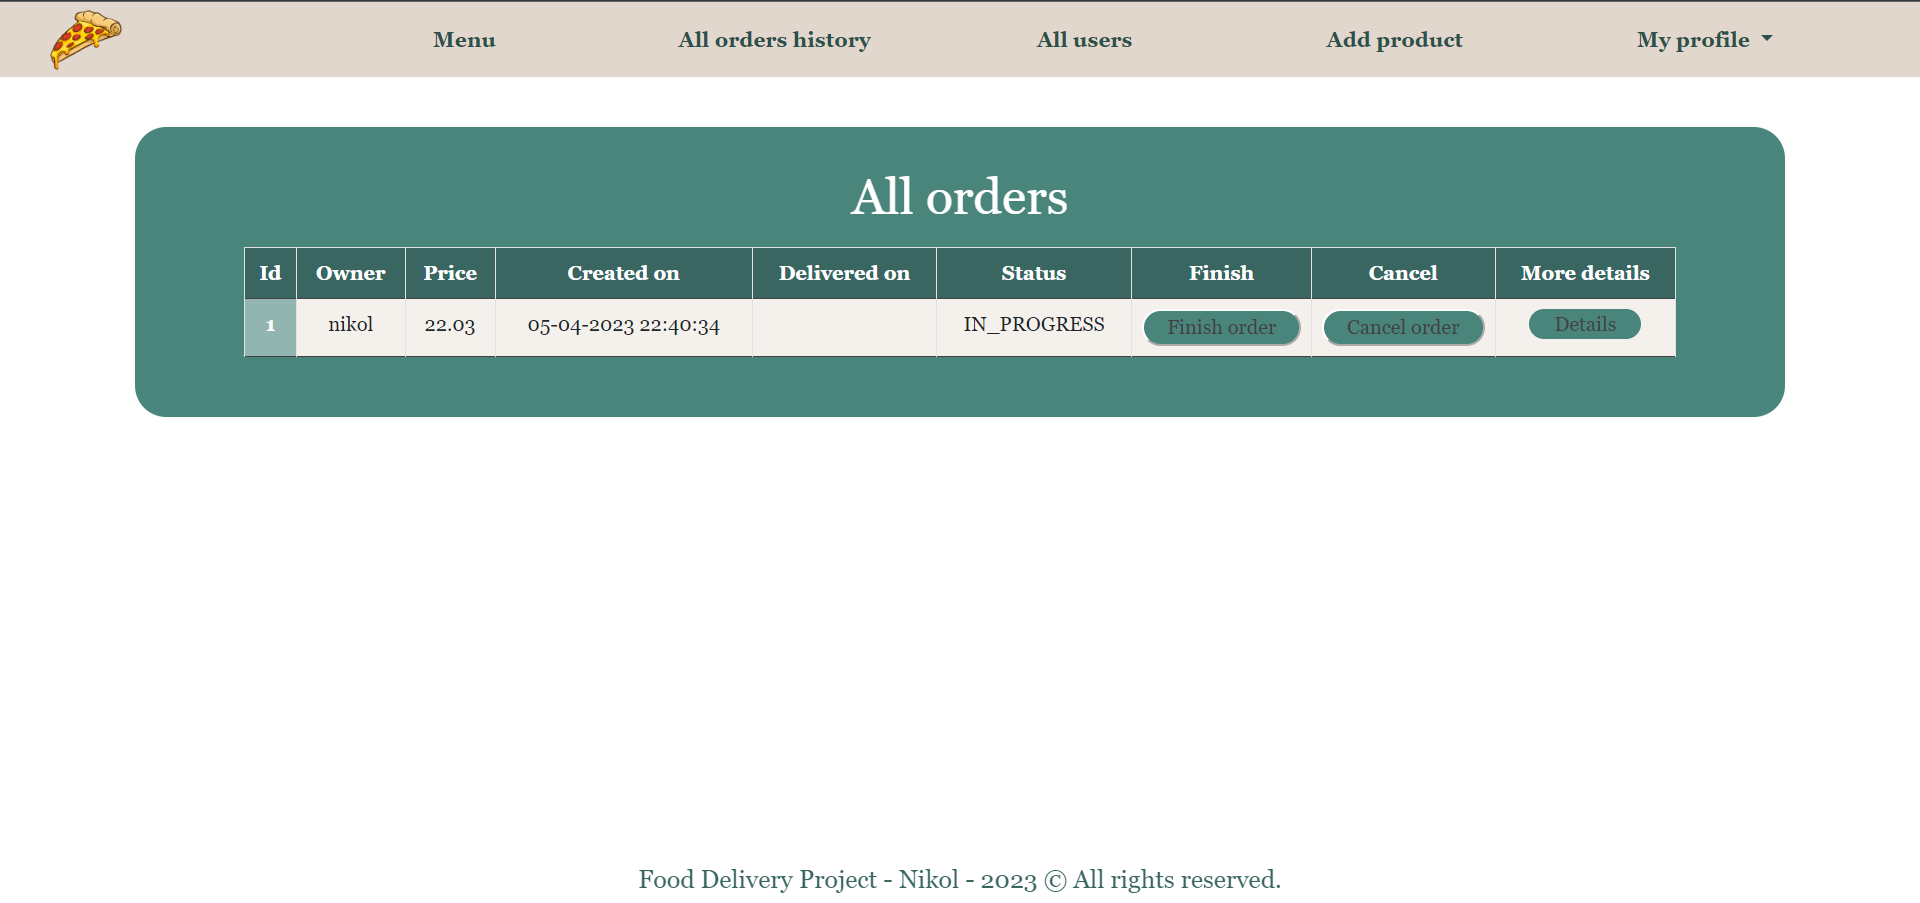 Menu All orders history All users Add product My profile
All orders
Id Owner Price Created on Delivered on Status Finish Cancel More details
1 nikol 22.03 05-04-2023 22:40:34 IN_PROGRESS Finish order Cancel order Details
Food Delivery Project - Nikol - 2023 © All rights reserved.